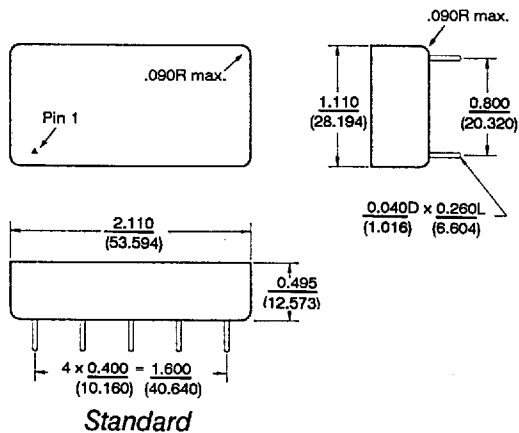 .090R max.
.090R max.
Pin 1
1.110
(28.194)
0.800
(20.320)
0.040D x 0.260L
(1.016) (6.604)
2.110
(53.594)
0.495
(12.573)
4 x 0.400 = 1.600
(10.160) (40.640)
Standard